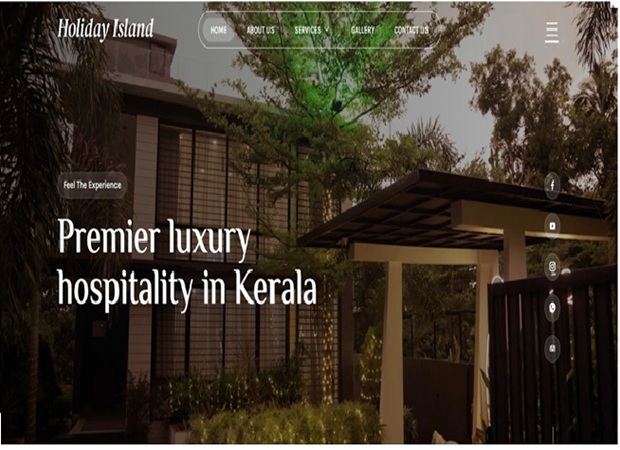 Holiday Island
HOME ABOUT US SERVICES GALLERY CONTACT US
Feel The Experience
Premier luxury
hospitality in Kerala